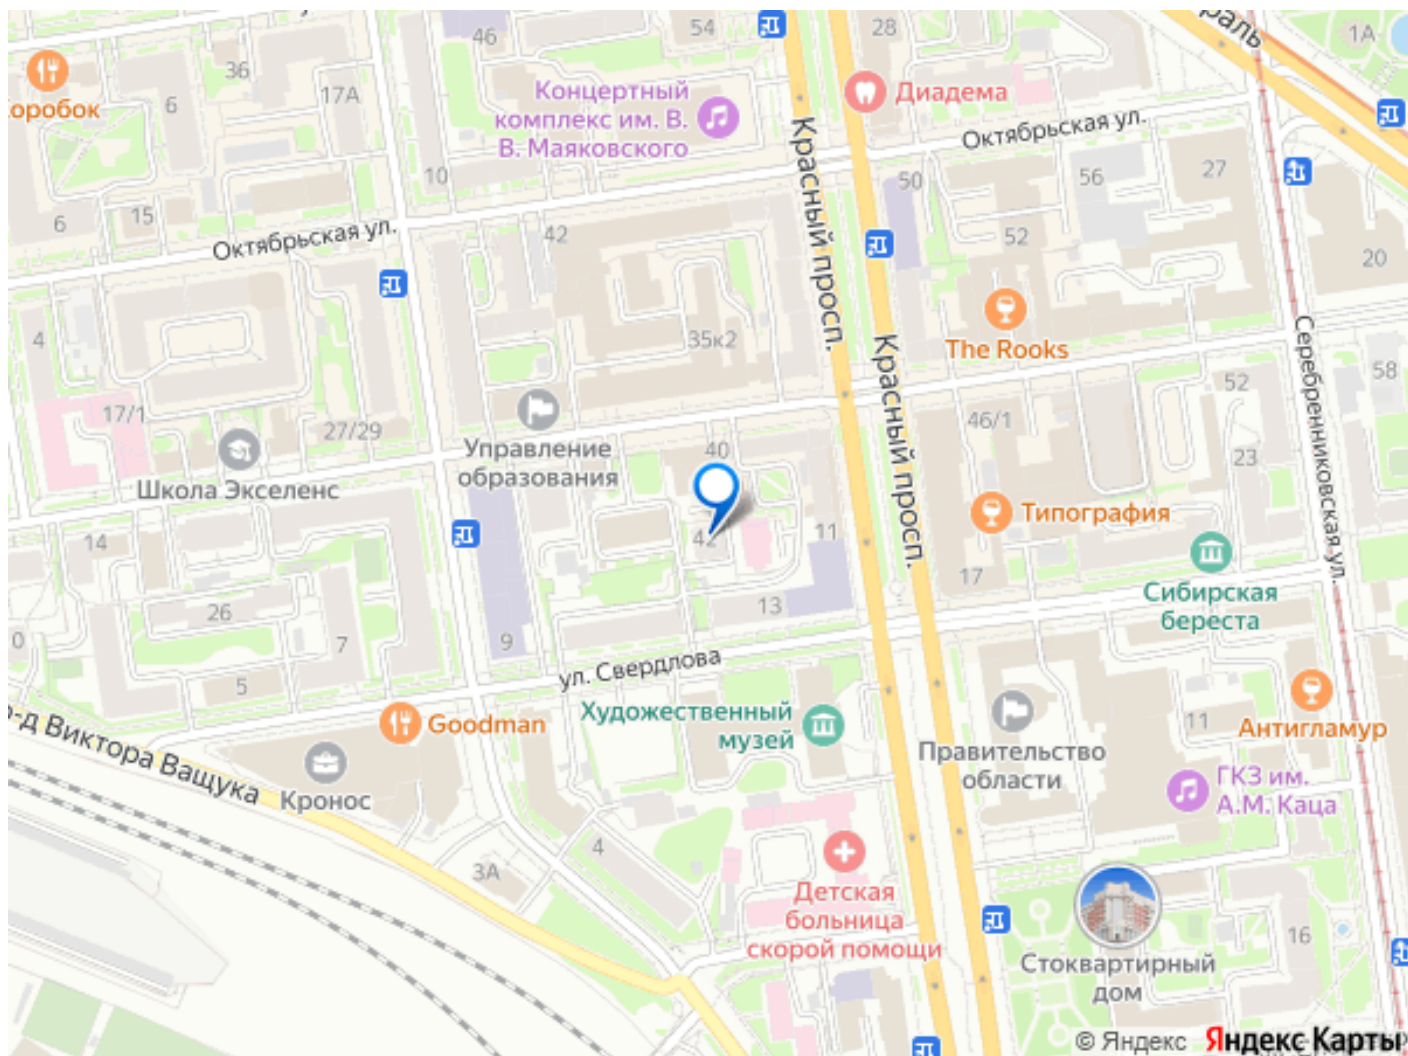 46
54
28
1А
раль
36
17А
6
оробок
Концертный
комплекс им. В.
В. Маяковского
Диадема
Октябрьская ул.
Красный просп.
10
50
56
27
6
15
Октябрьская ул.
42
52
20
4
35к2
The Rooks
Красный просп.
Серебренниковская ул.
52
58
17/1
27/29
Управление
образования
46/1
40
23
Школа Экселенс
14
42
11
Типография
17
26
13
Сибирская
береста
0
7
9
5
ул. Свердлова
р-д Виктора Ващука
Goodman
Художественный
музей
Правительство
области
11
Антигламур
Кронос
ГКЗ им.
А.М. Каца
4
3А
Детская
больница
скорой помощи
16
Стоквартирный
дом
© Яндекс Яндекс Карты